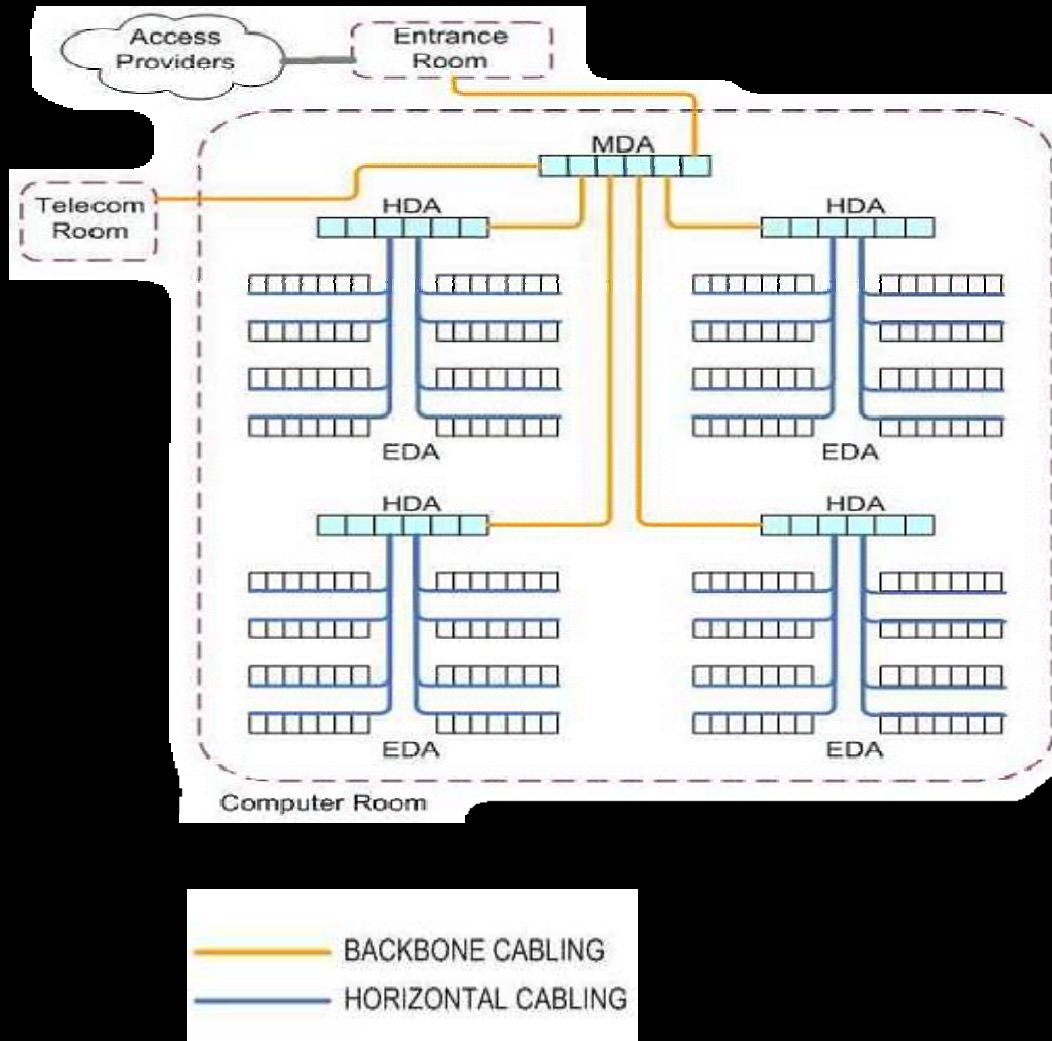 Access
Providers
Entrance
Room
MDA
Telecom
Room
HDA
HDA
EDA
EDA
HDA
HDA
EDA
EDA
Computer Room
BACKBONE CABLING
HORIZONTAL CABLING